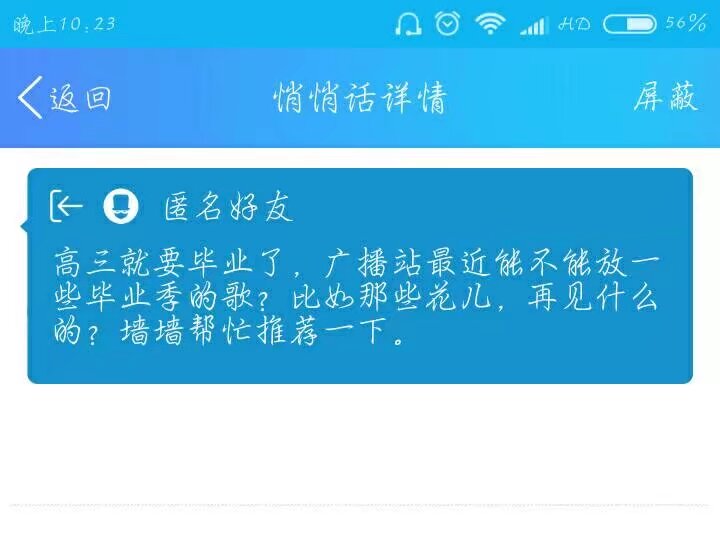 晚上10:23
HD
56%
返回
悄悄话详情
屏蔽
匿名好友
高三就要毕业了，广播站最近能不能放一
些毕业季的歌？比如那些花儿，再见什么
的？墙墙帮忙推荐一下。